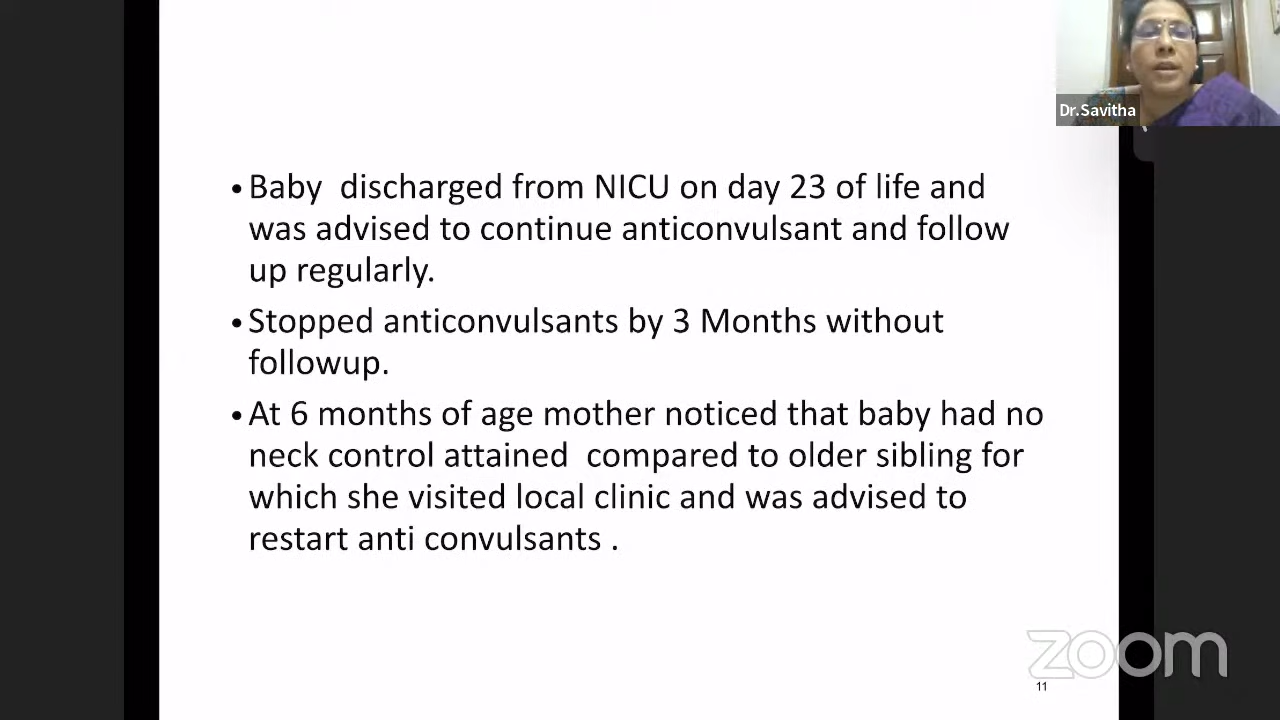 Dr.Savitha
• Baby  discharged from NICU on day 23 of life and
was advised to continue anticonvulsant and follow
up regularly.
• Stopped anticonvulsants by 3 Months without
followup.
• At 6 months of age mother noticed that baby had no
neck control attained  compared to older sibling for
which she visited local clinic and was advised to
restart anti convulsants .
zoom
11